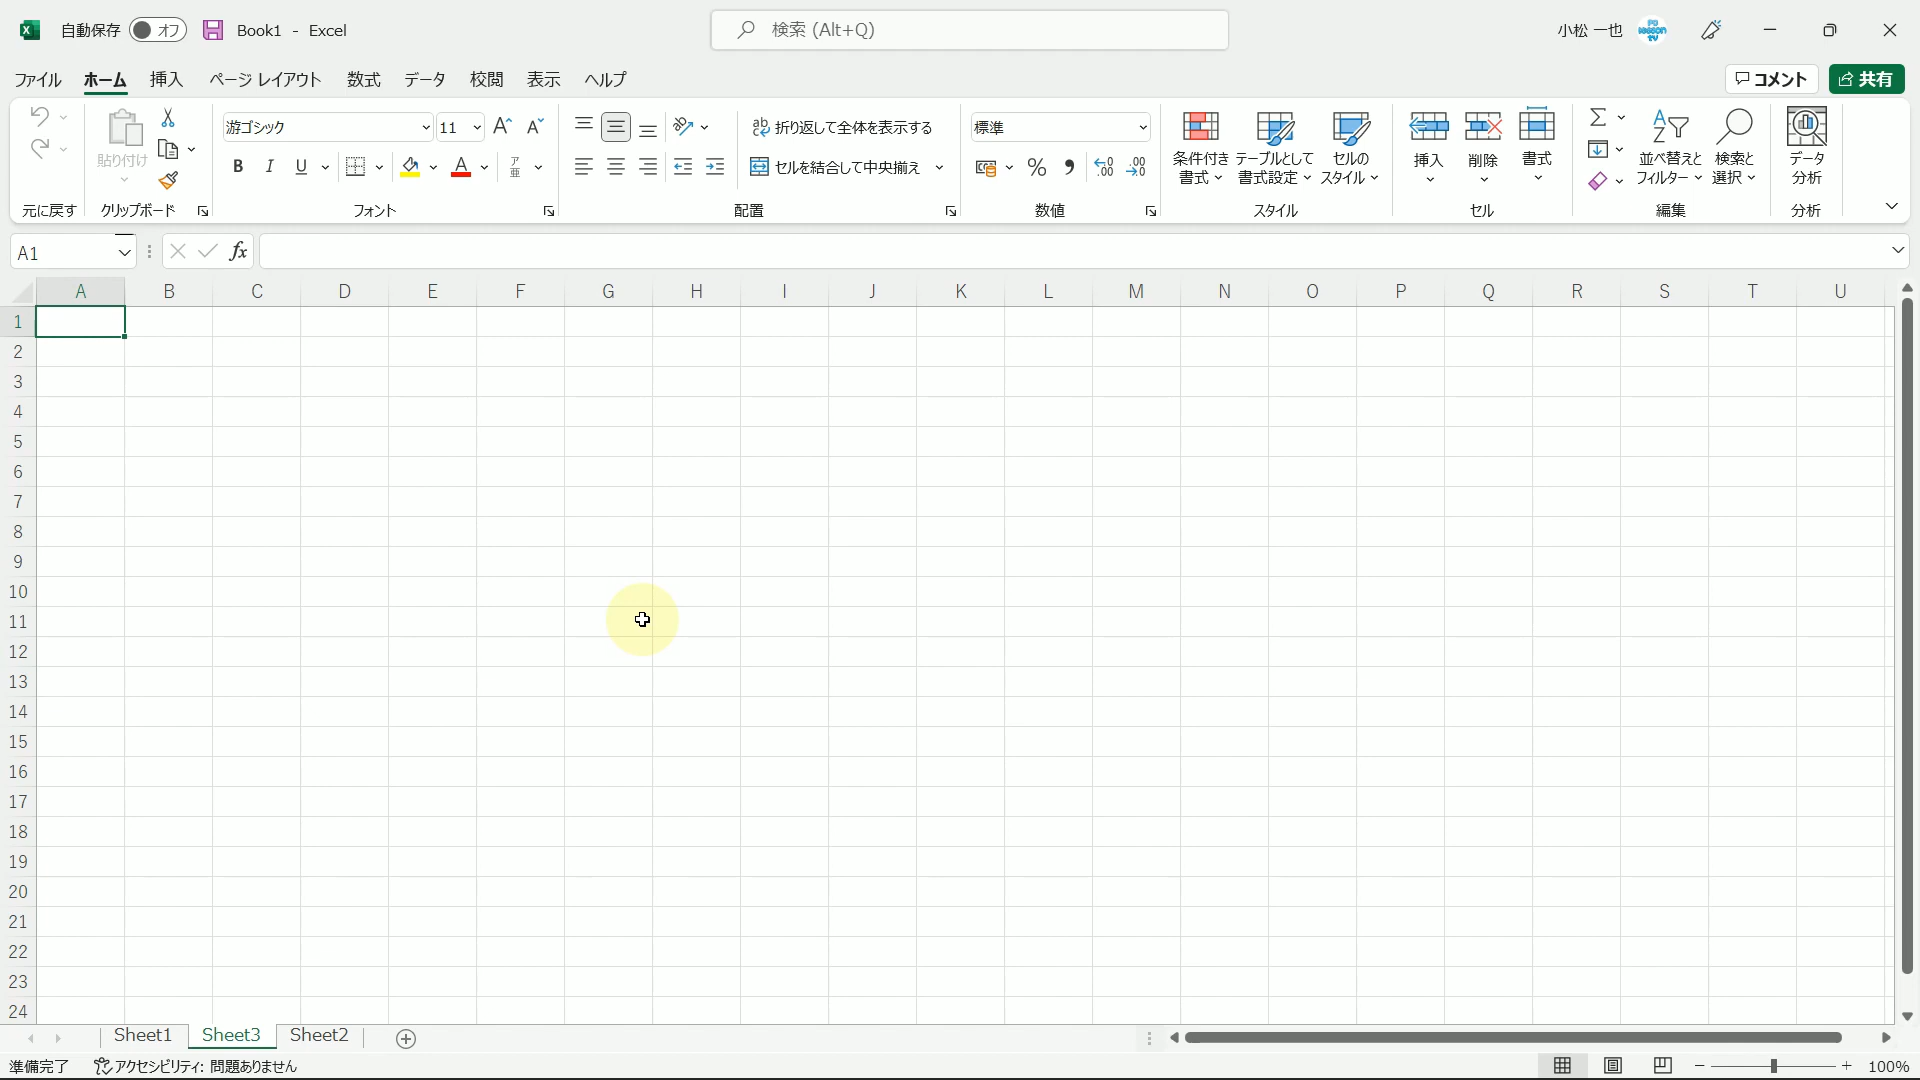 自動保存 オフ Book1 - Excel 検索 (Alt+Q) 小松 一也 PC lesson tv
ファイル ホーム 挿入 ページ レイアウト 数式 データ 校閲 表示 ヘルプ コメント 共有
貼り付け 游ゴシック 11 折り返して全体を表示する 標準
B I U ア亜 セルを結合して中央揃え
条件付き書式 テーブルとして書式設定 セルのスタイル 挿入 削除 書式 並べ替えとフィルター 検索と選択 データ分析
元に戻す クリップボード フォント 配置 数値 スタイル セル 編集 分析
A1 fx
A B C D E F G H I J K L M N O P Q R S T U
1
2
3
4
5
6
7
8
9
10
11
12
13
14
15
16
17
18
19
20
21
22
23
24
Sheet1 Sheet3 Sheet2
準備完了 アクセシビリティ: 問題ありません 100%